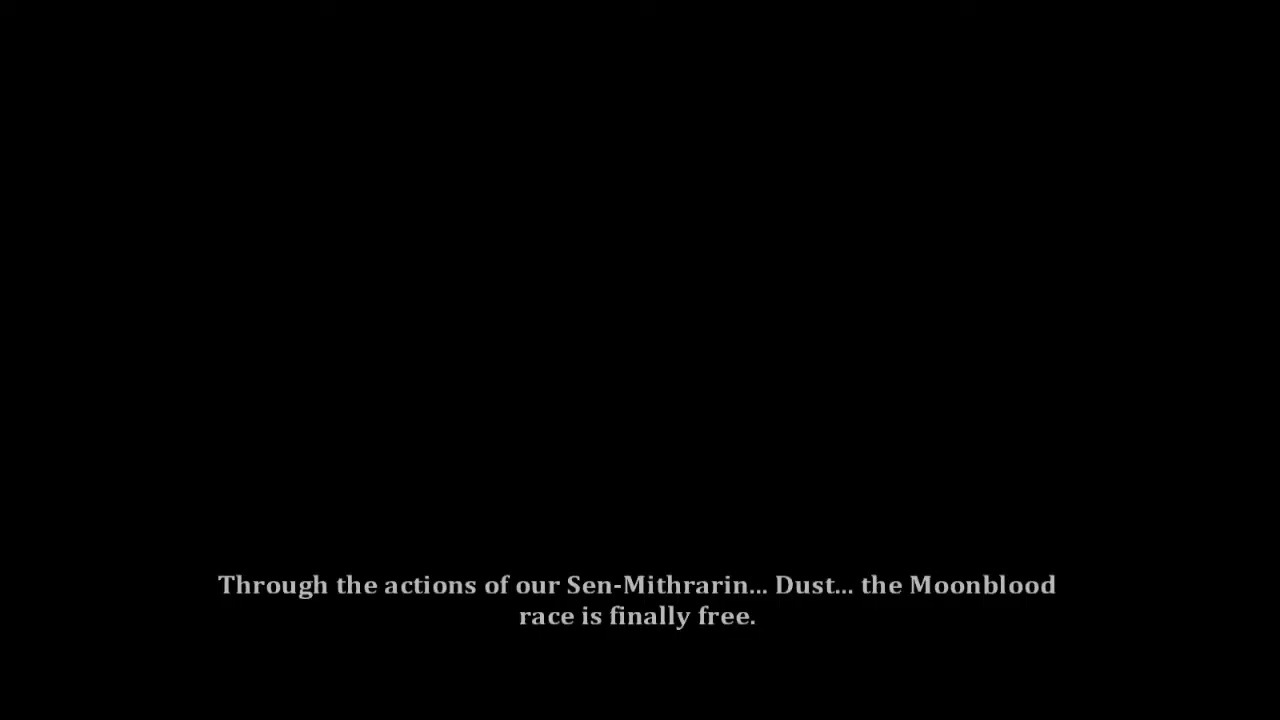 Through the actions of our Sen-Mithrarin... Dust... the Moonblood
race is finally free.